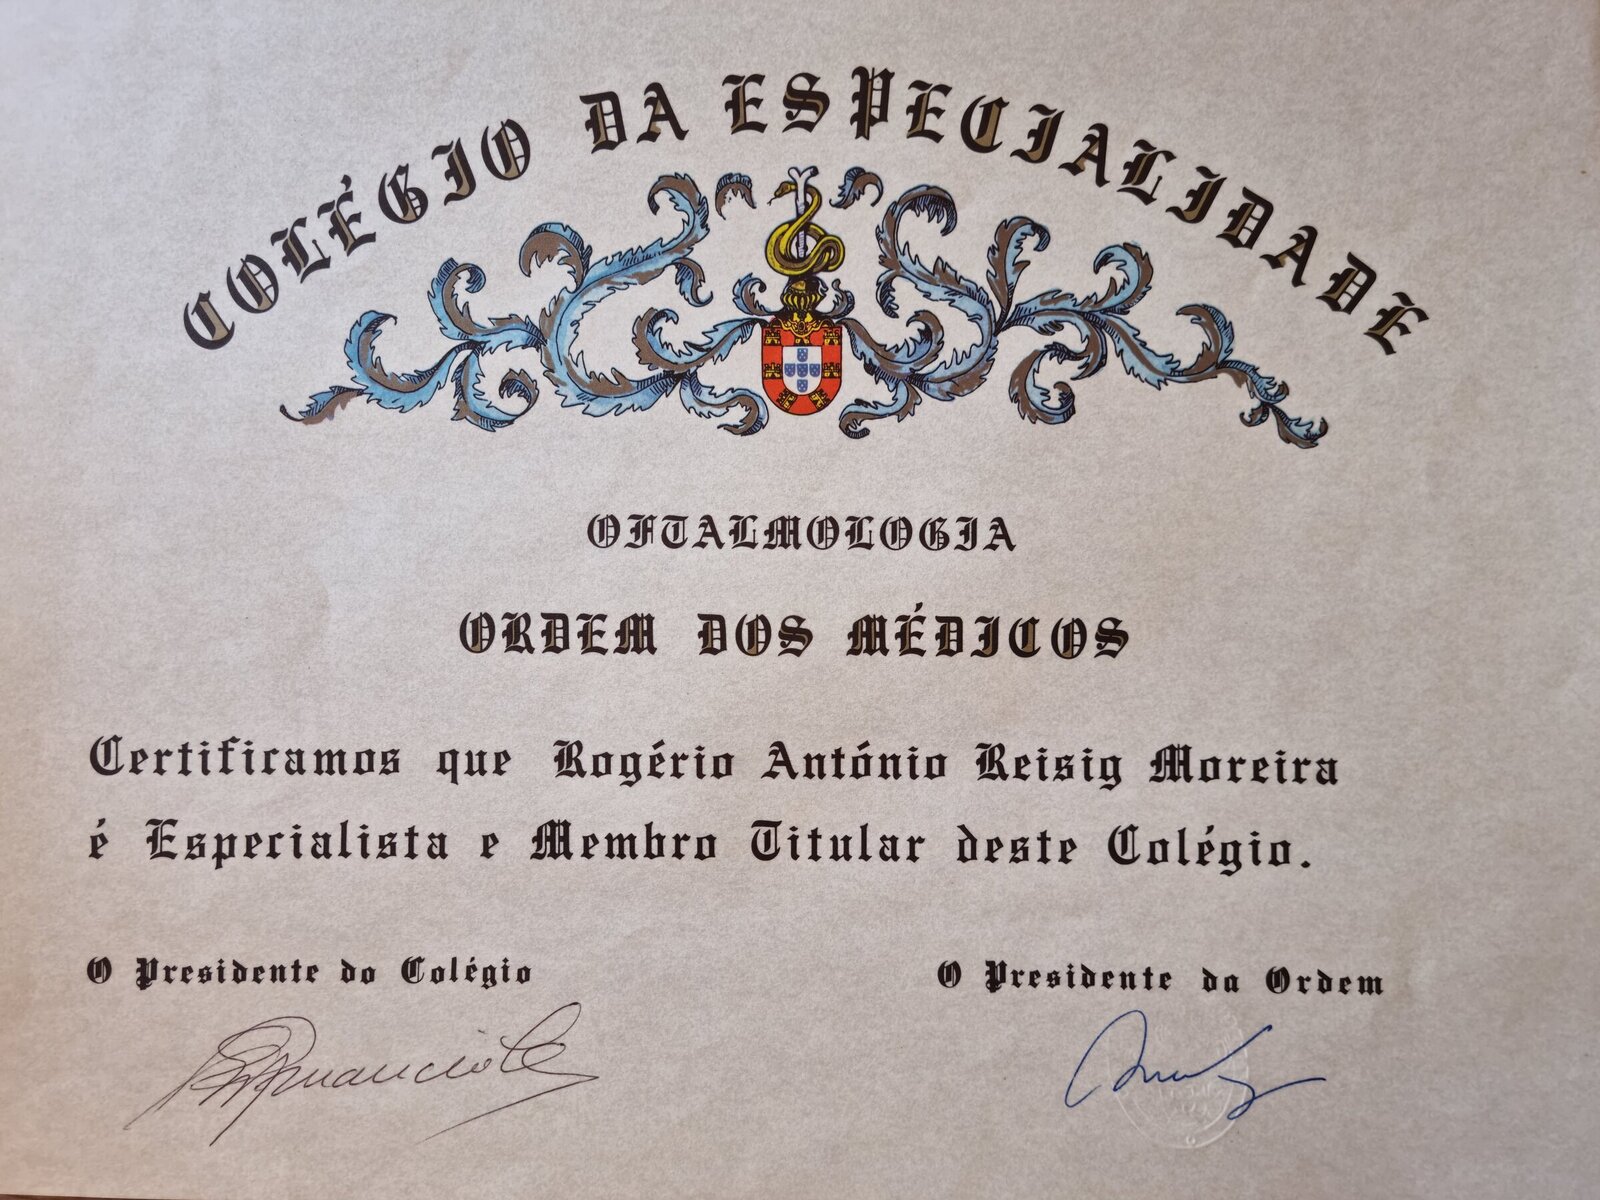 COLÉGIO DA ESPECIALIDADE
OFTALMOLOGIA
ORDEM DOS MÉDICOS
Certificamos que Rogério António Reisig Moreira
é Especialista e Membro Titular deste Colégio.
O Presidente do Colégio
O Presidente da Ordem